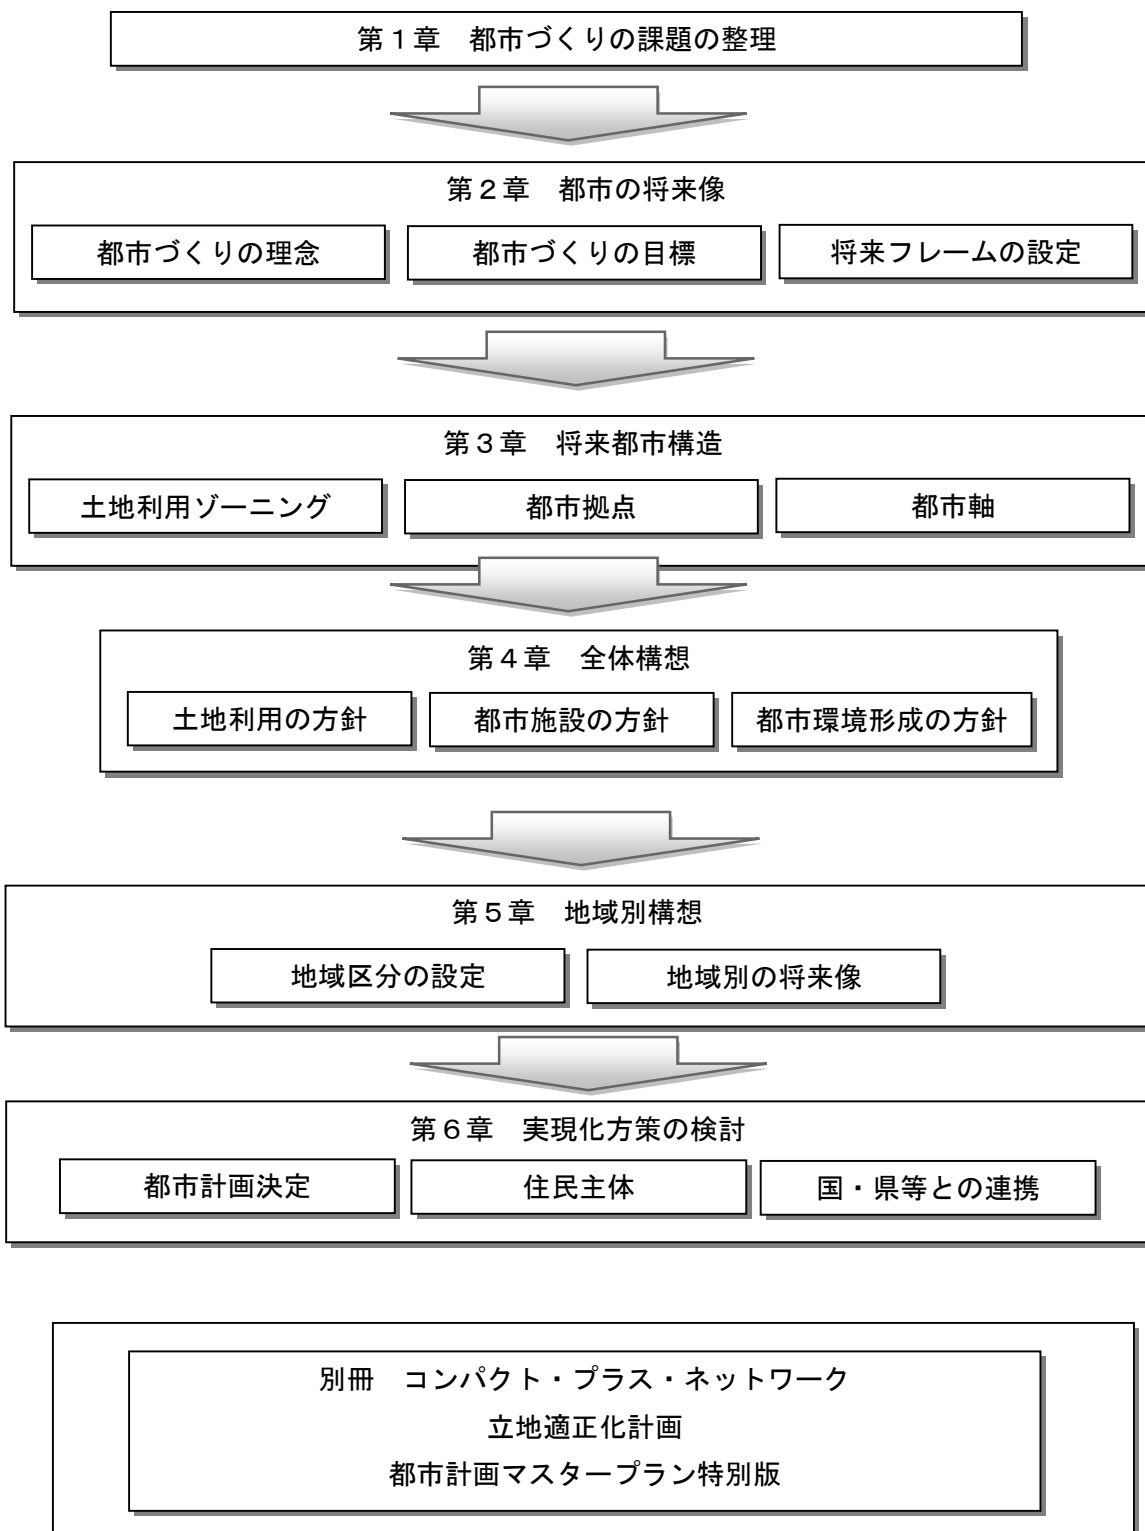 第１章　都市づくりの課題の整理
第２章　都市の将来像
都市づくりの理念
都市づくりの目標
将来フレームの設定
第３章　将来都市構造
土地利用ゾーニング
都市拠点
都市軸
第４章　全体構想
土地利用の方針
都市施設の方針
都市環境形成の方針
第５章　地域別構想
地域区分の設定
地域別の将来像
第６章　実現化方策の検討
都市計画決定
住民主体
国・県等との連携
別冊　コンパクト・プラス・ネットワーク
立地適正化計画
都市計画マスタープラン特別版